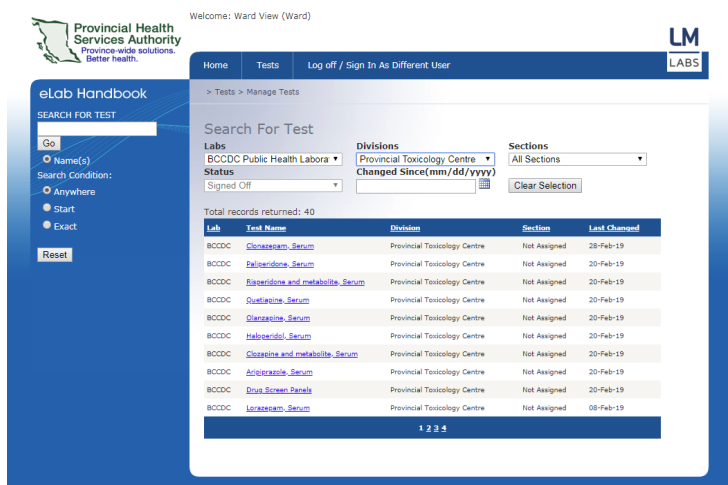 Provincial Health
Services Authority
Province-wide solutions.
Better health.
Welcome: Ward View (Ward)
LM
LABS
Home Tests Log off / Sign In As Different User
eLab Handbook
SEARCH FOR TEST
Go
Name(s)
Search Condition:
Anywhere
Start
Exact
Reset
> Tests > Manage Tests
Search For Test
Labs Divisions Sections
BCCDC Public Health Labora Provincial Toxicology Centre All Sections
Status Changed Since(mm/dd/yyyy)
Signed Off Clear Selection
Total records returned: 40
Lab Test Name Division Section Last Changed
BCCDC Clonazepam, Serum Provincial Toxicology Centre Not Assigned 28-Feb-19
BCCDC Paliperidone, Serum Provincial Toxicology Centre Not Assigned 20-Feb-19
BCCDC Risperidone and metabolite, Serum Provincial Toxicology Centre Not Assigned 20-Feb-19
BCCDC Quetiapine, Serum Provincial Toxicology Centre Not Assigned 20-Feb-19
BCCDC Olanzapine, Serum Provincial Toxicology Centre Not Assigned 20-Feb-19
BCCDC Haloperidol, Serum Provincial Toxicology Centre Not Assigned 20-Feb-19
BCCDC Clozapine and metabolite, Serum Provincial Toxicology Centre Not Assigned 20-Feb-19
BCCDC Aripiprazole, Serum Provincial Toxicology Centre Not Assigned 20-Feb-19
BCCDC Drug Screen Panels Provincial Toxicology Centre Not Assigned 20-Feb-19
BCCDC Lorazepam, Serum Provincial Toxicology Centre Not Assigned 08-Feb-19
1 2 3 4